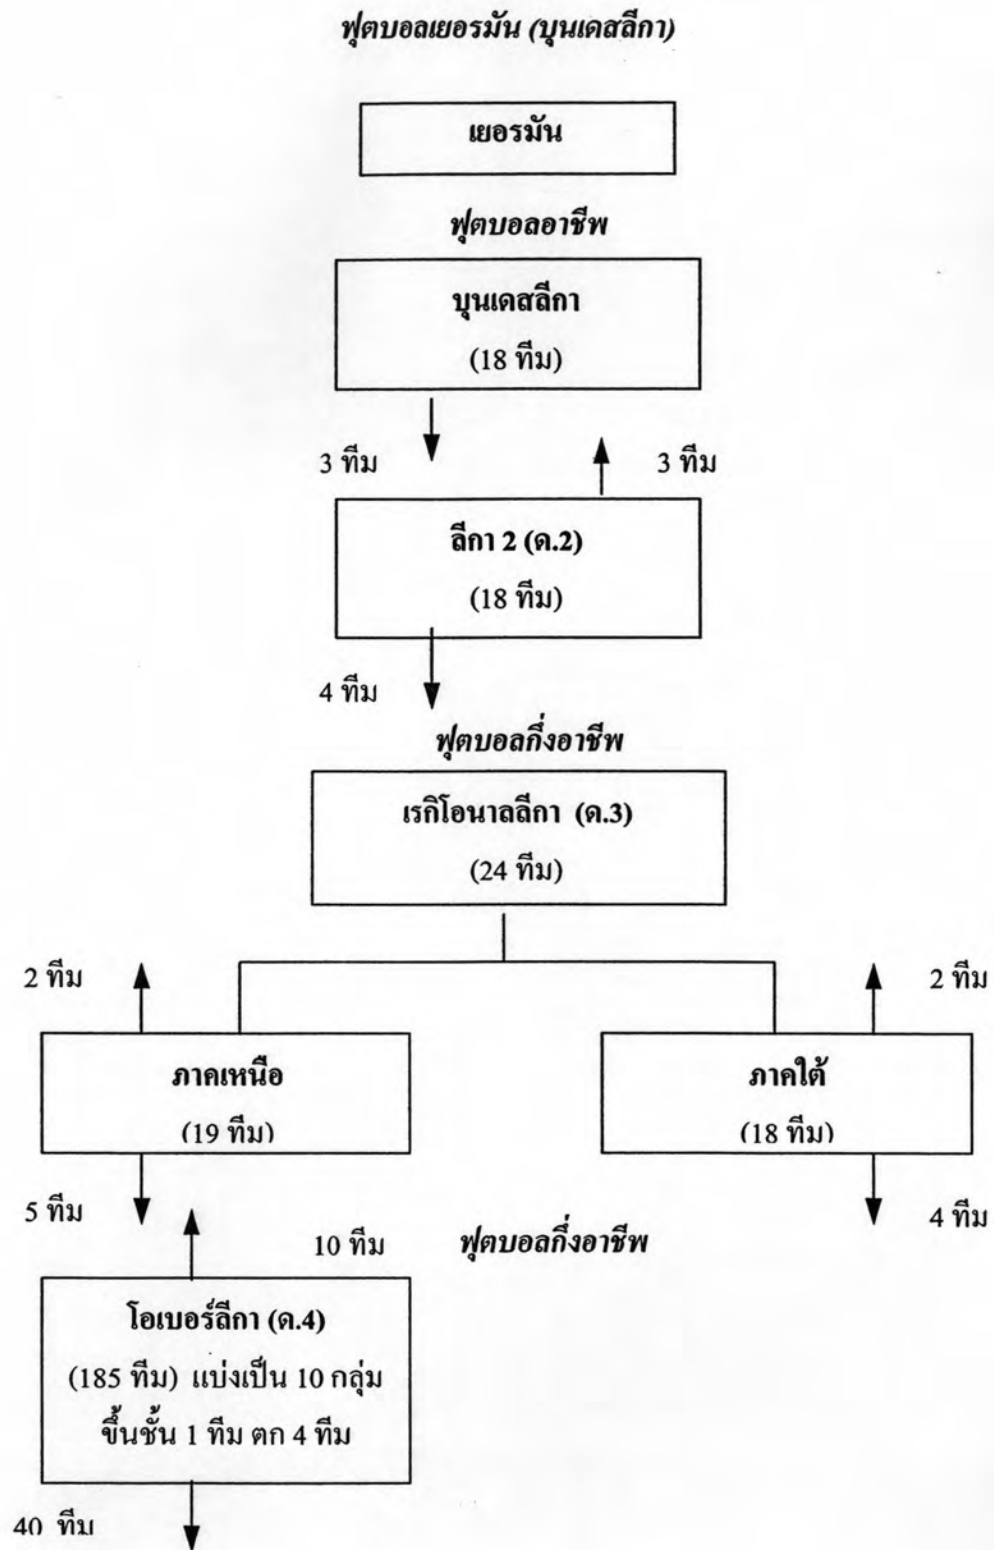 ฟุตบอลเยอรมัน (บุนเดสลีกา)
เยอรมัน
ฟุตบอลอาชีพ
บุนเดสลีกา
(18 ทีม)
3 ทีม
3 ทีม
ลีกา 2 (ด.2)
(18 ทีม)
4 ทีม
ฟุตบอลกึ่งอาชีพ
เรกิโอนาลลีกา (ด.3)
(24 ทีม)
2 ทีม
2 ทีม
ภาคเหนือ
(19 ทีม)
ภาคใต้
(18 ทีม)
5 ทีม
4 ทีม
10 ทีม
ฟุตบอลกึ่งอาชีพ
โอเบอร์ลีกา (ด.4)
(185 ทีม) แบ่งเป็น 10 กลุ่ม
ขึ้นชั้น 1 ทีม ตก 4 ทีม
40 ทีม